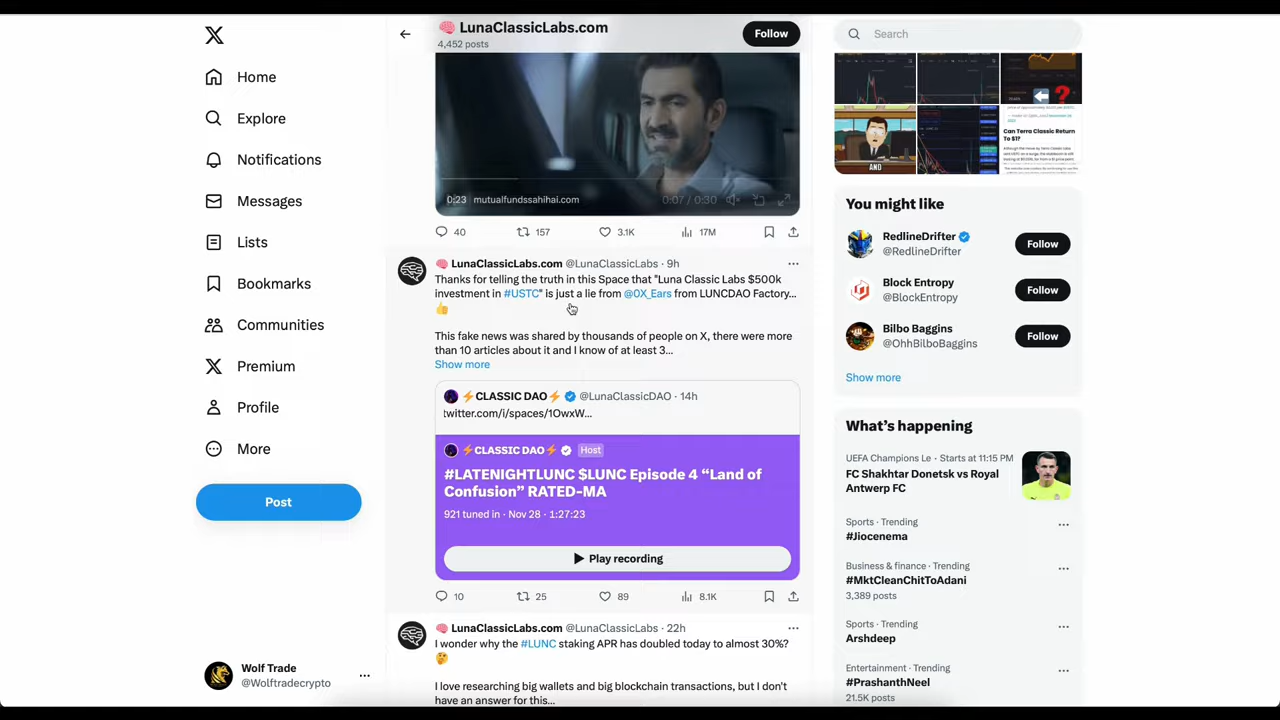 Home
Explore
Notifications
Messages
Lists
Bookmarks
Communities
Premium
Profile
More
Post
Wolf Trade
@Wolftradecrypto
LunaClassicLabs.com
4,452 posts
Follow
0:23 mutualfundssahihai.com
0:07 / 0:30
40 157 3.1K 17M
LunaClassicLabs.com @LunaClassicLabs · 9h
Thanks for telling the truth in this Space that "Luna Classic Labs $500k
investment in #USTC" is just a lie from @0X_Ears from LUNCDAO Factory...
This fake news was shared by thousands of people on X, there were more
than 10 articles about it and I know of at least 3...
Show more
⚡CLASSIC DAO⚡ @LunaClassicDAO · 14h
twitter.com/i/spaces/1OwxW...
⚡CLASSIC DAO⚡ Host
#LATENIGHTLUNC $LUNC Episode 4 “Land of
Confusion” RATED-MA
921 tuned in · Nov 28 · 1:27:23
Play recording
10 25 89 8.1K
LunaClassicLabs.com @LunaClassicLabs · 22h
I wonder why the #LUNC staking APR has doubled today to almost 30%?
I love researching big wallets and big blockchain transactions, but I don't
have an answer for this...
Search
AND
Can Terra Classic Return
To $1?
You might like
RedlineDrifter
@RedlineDrifter
Follow
Block Entropy
@BlockEntropy
Follow
Bilbo Baggins
@OhhBilboBaggins
Follow
Show more
What’s happening
UEFA Champions Le · Starts at 11:15 PM
FC Shakhtar Donetsk vs Royal
Antwerp FC
Sports · Trending
#Jiocenema
Business & finance · Trending
#MktCleanChitToAdani
3,389 posts
Sports · Trending
Arshdeep
Entertainment · Trending
#PrashanthNeel
21.5K posts